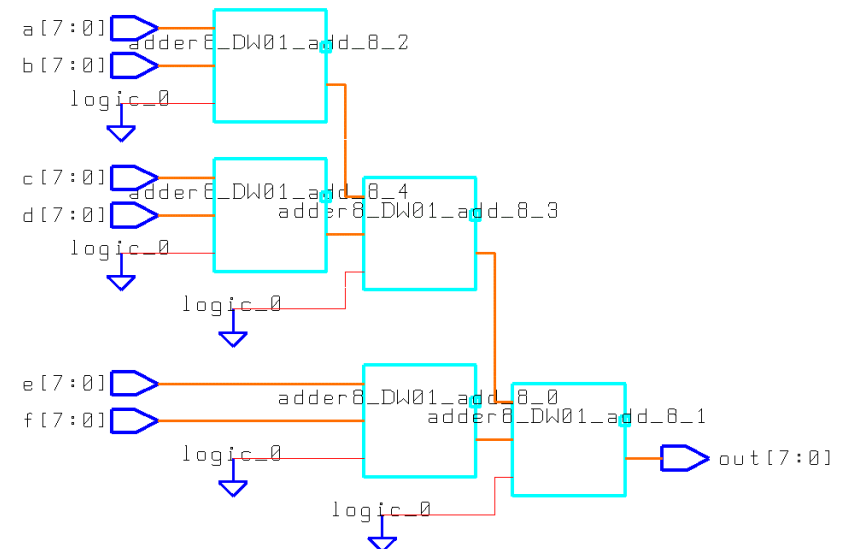 a[7:0]
adder8_DW01_add_8_2
b[7:0]
logic_0
c[7:0]
adder8_DW01_add_8_4
d[7:0]
adder8_DW01_add_8_3
logic_0
logic_0
e[7:0]
adder8_DW01_add_8_0
f[7:0]
adder8_DW01_add_8_1
logic_0
out[7:0]
logic_0